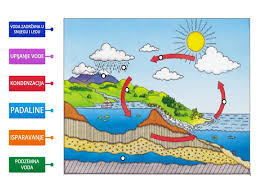 VODA ZADRŽANA U
SNIJEGU I LEDU
UPIJANJE VODE
KONDENZACIJA
PADALINE
ISPARAVANJE
PODZEMNA
VODA